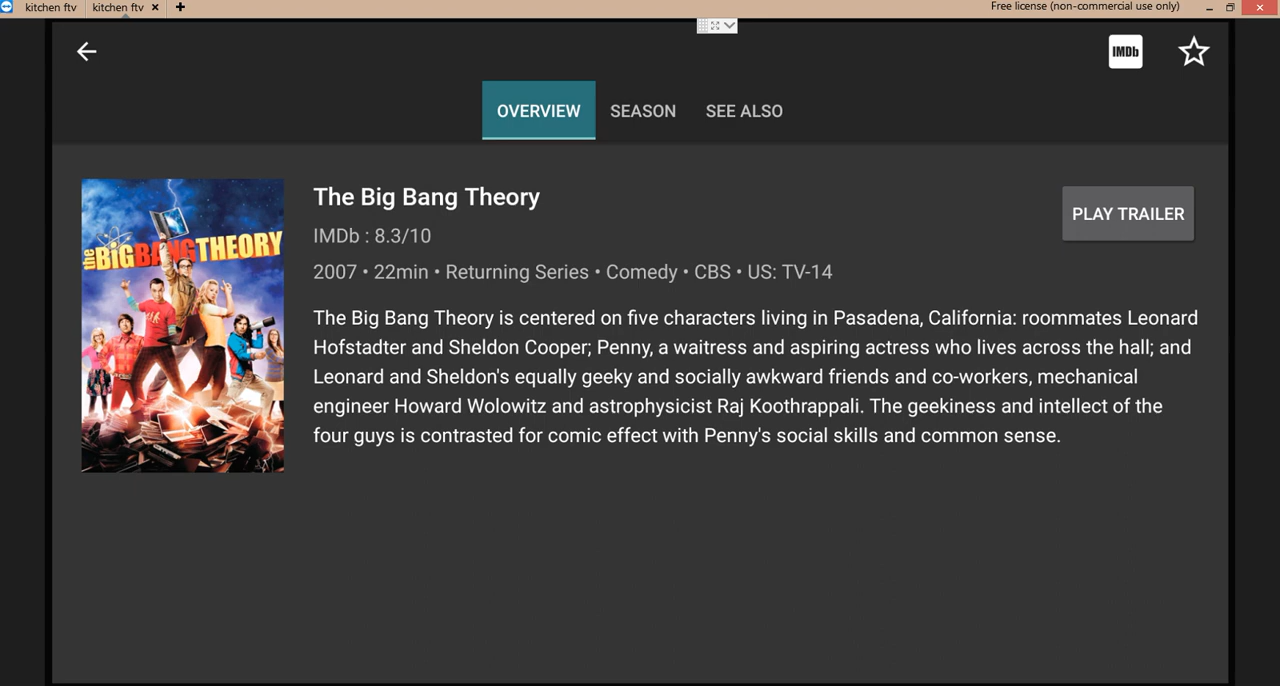 kitchen ftv
kitchen ftv
Free license (non-commercial use only)
IMDb
OVERVIEW
SEASON
SEE ALSO
the BIG BANG THEORY
The Big Bang Theory
PLAY TRAILER
IMDb : 8.3/10
2007 • 22min • Returning Series • Comedy • CBS • US: TV-14
The Big Bang Theory is centered on five characters living in Pasadena, California: roommates Leonard
Hofstadter and Sheldon Cooper; Penny, a waitress and aspiring actress who lives across the hall; and
Leonard and Sheldon's equally geeky and socially awkward friends and co-workers, mechanical
engineer Howard Wolowitz and astrophysicist Raj Koothrappali. The geekiness and intellect of the
four guys is contrasted for comic effect with Penny's social skills and common sense.